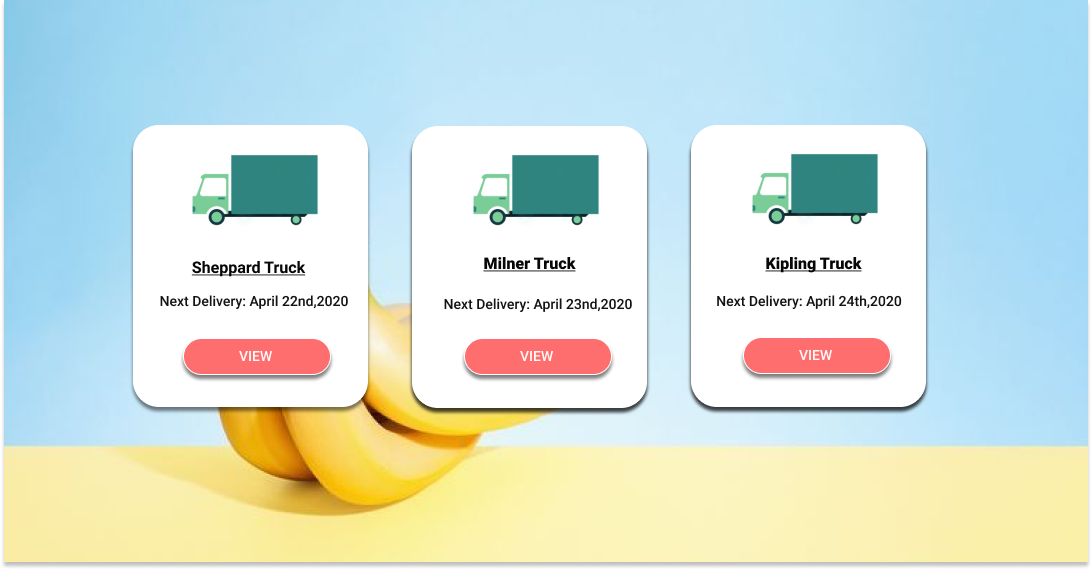 Sheppard Truck
Next Delivery: April 22nd,2020
VIEW
Milner Truck
Next Delivery: April 23nd,2020
VIEW
Kipling Truck
Next Delivery: April 24th,2020
VIEW